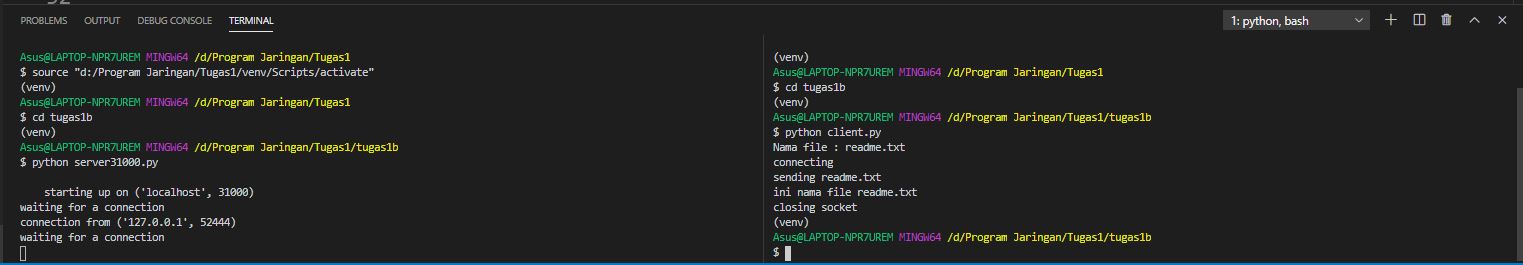 PROBLEMS OUTPUT DEBUG CONSOLE TERMINAL 1: python, bash
Asus@LAPTOP-NPR7UREM MINGW64 /d/Program Jaringan/Tugas1
$ source "d:/Program Jaringan/Tugas1/venv/Scripts/activate"
(venv)
Asus@LAPTOP-NPR7UREM MINGW64 /d/Program Jaringan/Tugas1
$ cd tugas1b
(venv)
Asus@LAPTOP-NPR7UREM MINGW64 /d/Program Jaringan/Tugas1/tugas1b
$ python server31000.py
starting up on ('localhost', 31000)
waiting for a connection
connection from ('127.0.0.1', 52444)
waiting for a connection
(venv)
Asus@LAPTOP-NPR7UREM MINGW64 /d/Program Jaringan/Tugas1
$ cd tugas1b
(venv)
Asus@LAPTOP-NPR7UREM MINGW64 /d/Program Jaringan/Tugas1/tugas1b
$ python client.py
Nama file : readme.txt
connecting
sending readme.txt
ini nama file readme.txt
closing socket
(venv)
Asus@LAPTOP-NPR7UREM MINGW64 /d/Program Jaringan/Tugas1/tugas1b
$